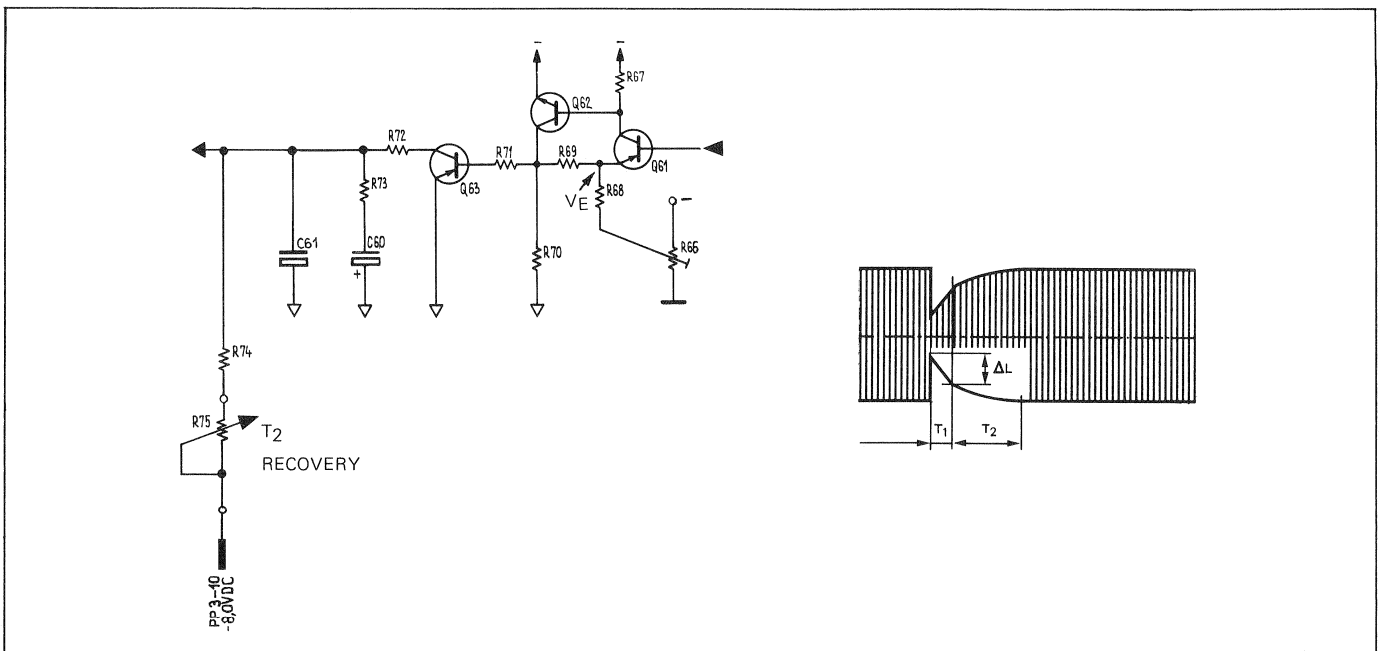 R67
Q62
R72
R71
R69
Q61
R73
Q63
R68
VE
C61
C60
+
R70
R65
-
R74
R75
T2
RECOVERY
PP3-10
-8,0VDC
ΔL
T1
T2